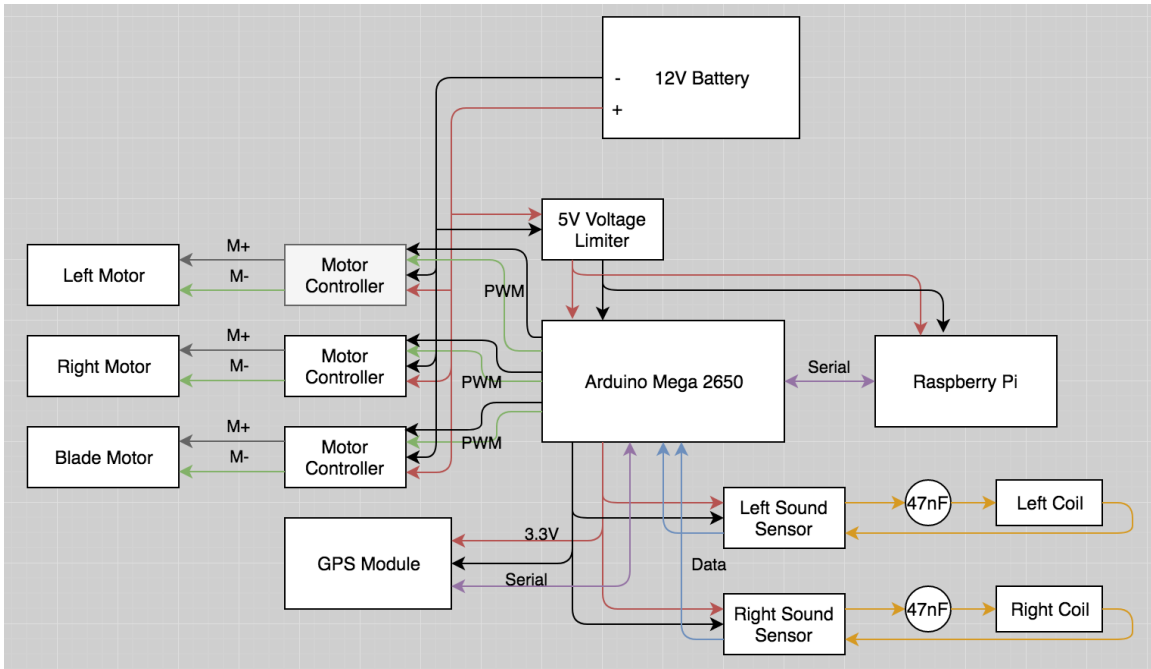 12V Battery
-
+
5V Voltage
Limiter
M+
M-
Left Motor
Motor
Controller
PWM
M+
M-
Right Motor
Motor
Controller
PWM
Arduino Mega 2650
Serial
Raspberry Pi
M+
M-
Blade Motor
Motor
Controller
PWM
Left Sound
Sensor
47nF
Left Coil
3.3V
GPS Module
Serial
Data
Right Sound
Sensor
47nF
Right Coil